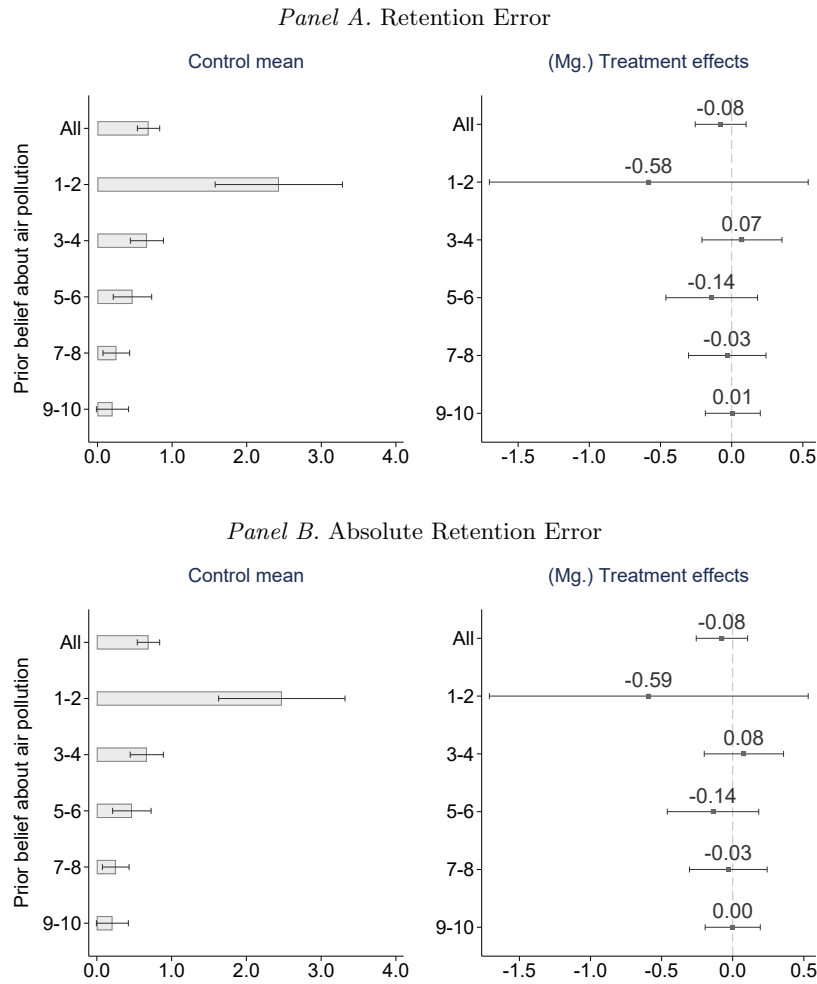 Panel A. Retention Error
Control mean
Prior belief about air pollution
All
1-2
3-4
5-6
7-8
9-10
0.0 1.0 2.0 3.0 4.0
(Mg.) Treatment effects
All
1-2
3-4
5-6
7-8
9-10
-0.08
-0.58
0.07
-0.14
-0.03
0.01
-1.5 -1.0 -0.5 0.0 0.5
Panel B. Absolute Retention Error
Control mean
Prior belief about air pollution
All
1-2
3-4
5-6
7-8
9-10
0.0 1.0 2.0 3.0 4.0
(Mg.) Treatment effects
All
1-2
3-4
5-6
7-8
9-10
-0.08
-0.59
0.08
-0.14
-0.03
0.00
-1.5 -1.0 -0.5 0.0 0.5